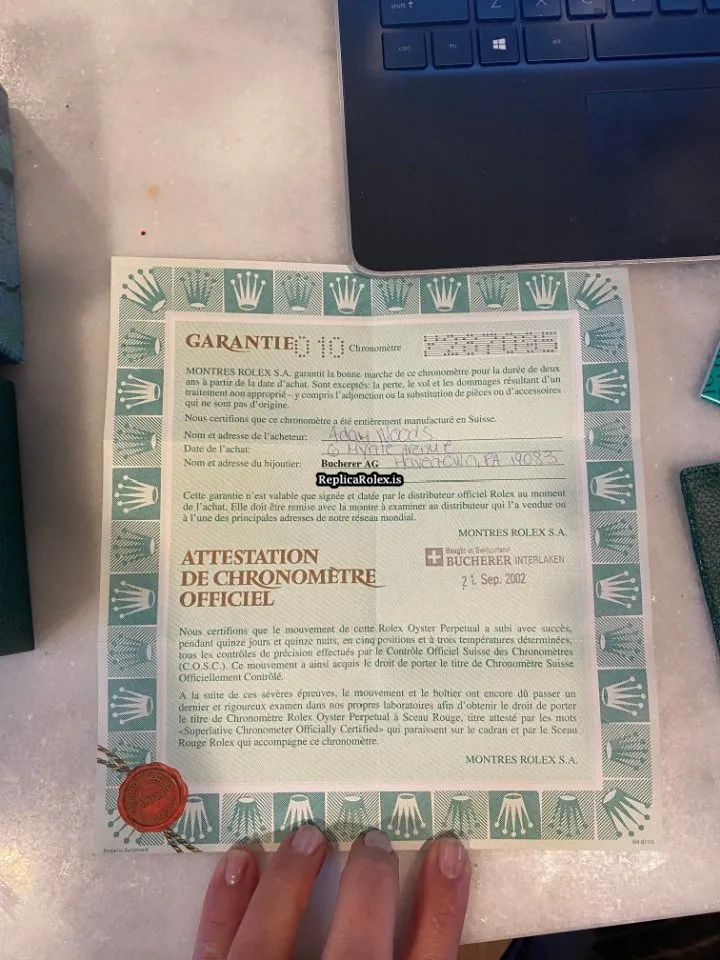 shift ↑
Z X C
ctrl fn alt
GARANTIE 010 Chronomètre
MONTRES ROLEX S.A. garantit la bonne marche de ce chronomètre pour la durée de deux
ans à partir de la date d'achat. Sont exceptés: la perte, le vol et les dommages résultant d'un
traitement non approprié – y compris l'adjonction ou la substitution de pièces ou d'accessoires
qui ne sont pas d'origine.
Nous certifions que ce chronomètre a été entièrement manufacturé en Suisse.
Nom et adresse de l'acheteur: Adam Woods
Date de l'achat: 6 Myrtle Avenue
Nom et adresse du bijoutier: Bucherer AG Havertown, PA 19083
ReplicaRolex.is
Cette garantie n'est valable que signée et datée par le distributeur officiel Rolex au moment
de l'achat. Elle doit être remise avec la montre à examiner au distributeur qui l'a vendue ou
à l'une des principales adresses de notre réseau mondial.
MONTRES ROLEX S.A.
ATTESTATION
DE CHRONOMÈTRE
OFFICIEL
Bought in Switzerland
BUCHERER INTERLAKEN
21. Sep. 2002
Nous certifions que le mouvement de cette Rolex Oyster Perpetual a subi avec succès,
pendant quinze jours et quinze nuits, en cinq positions et à trois températures déterminées,
tous les contrôles de précision effectués par le Contrôle Officiel Suisse des Chronomètres
(C.O.S.C.). Ce mouvement a ainsi acquis le droit de porter le titre de Chronomètre Suisse
Officiellement Contrôlé.
A la suite de ces sévères épreuves, le mouvement et le boîtier ont encore dû passer un
dernier et rigoureux examen dans nos propres laboratoires afin d'obtenir le droit de porter
le titre de Chronomètre Rolex Oyster Perpetual à Sceau Rouge, titre attesté par les mots
«Superlative Chronometer Officially Certified» qui paraissent sur le cadran et par le Sceau
Rouge Rolex qui accompagne ce chronomètre.
MONTRES ROLEX S.A.